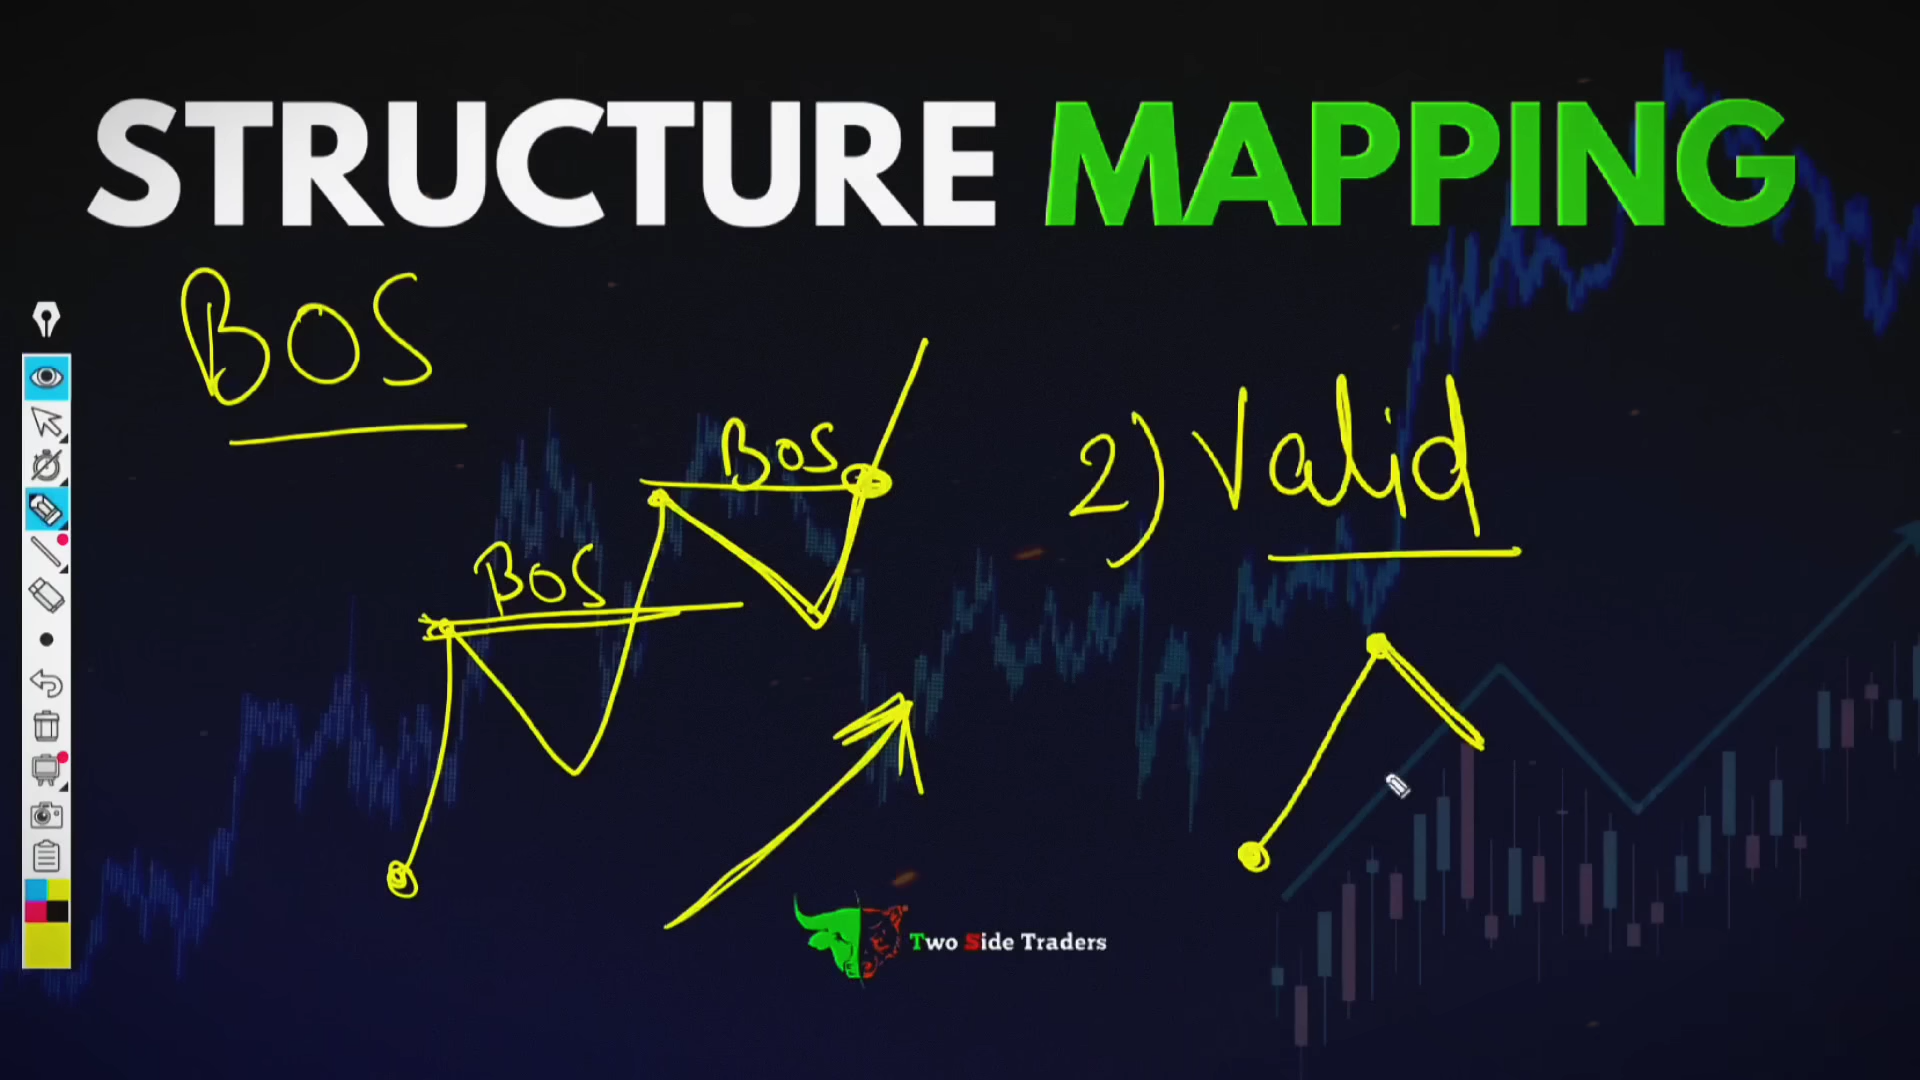 STRUCTURE MAPPING
BOS
BOS
2) Valid
BOS
Two Side Traders